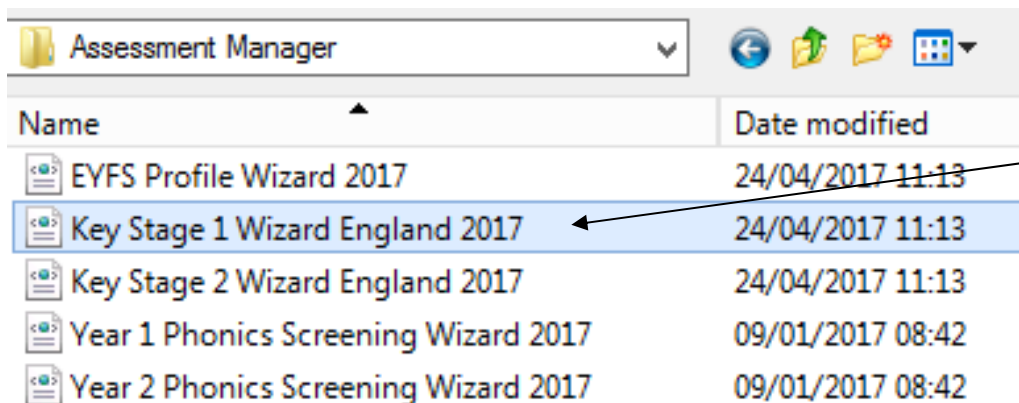 Assessment Manager
Name Date modified
EYFS Profile Wizard 2017 24/04/2017 11:13
Key Stage 1 Wizard England 2017 24/04/2017 11:13
Key Stage 2 Wizard England 2017 24/04/2017 11:13
Year 1 Phonics Screening Wizard 2017 09/01/2017 08:42
Year 2 Phonics Screening Wizard 2017 09/01/2017 08:42